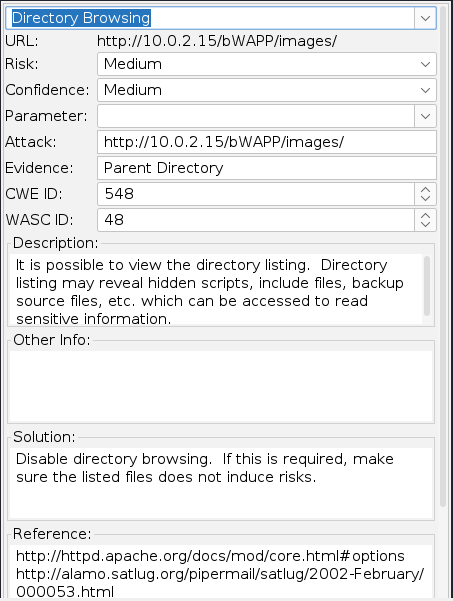 Directory Browsing
URL: http://10.0.2.15/bWAPP/images/
Risk: Medium
Confidence: Medium
Parameter:
Attack: http://10.0.2.15/bWAPP/images/
Evidence: Parent Directory
CWE ID: 548
WASC ID: 48
Description:
It is possible to view the directory listing.  Directory
listing may reveal hidden scripts, include files, backup
source files, etc. which can be accessed to read
sensitive information.
Other Info:
Solution:
Disable directory browsing.  If this is required, make
sure the listed files does not induce risks.
Reference:
http://httpd.apache.org/docs/mod/core.html#options
http://alamo.satlug.org/pipermail/satlug/2002-February/
000053.html